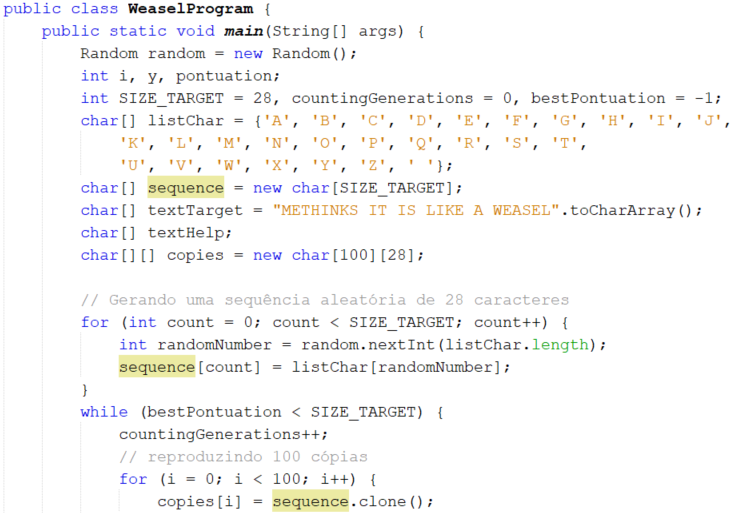 public class WeaselProgram {
public static void main(String[] args) {
Random random = new Random();
int i, y, pontuation;
int SIZE_TARGET = 28, countingGenerations = 0, bestPontuation = -1;
char[] listChar = {'A', 'B', 'C', 'D', 'E', 'F', 'G', 'H', 'I', 'J',
'K', 'L', 'M', 'N', 'O', 'P', 'Q', 'R', 'S', 'T',
'U', 'V', 'W', 'X', 'Y', 'Z', ' '};
char[] sequence = new char[SIZE_TARGET];
char[] textTarget = "METHINKS IT IS LIKE A WEASEL".toCharArray();
char[] textHelp;
char[][] copies = new char[100][28];
// Gerando uma sequência aleatória de 28 caracteres
for (int count = 0; count < SIZE_TARGET; count++) {
int randomNumber = random.nextInt(listChar.length);
sequence[count] = listChar[randomNumber];
}
while (bestPontuation < SIZE_TARGET) {
countingGenerations++;
// reproduzindo 100 cópias
for (i = 0; i < 100; i++) {
copies[i] = sequence.clone();